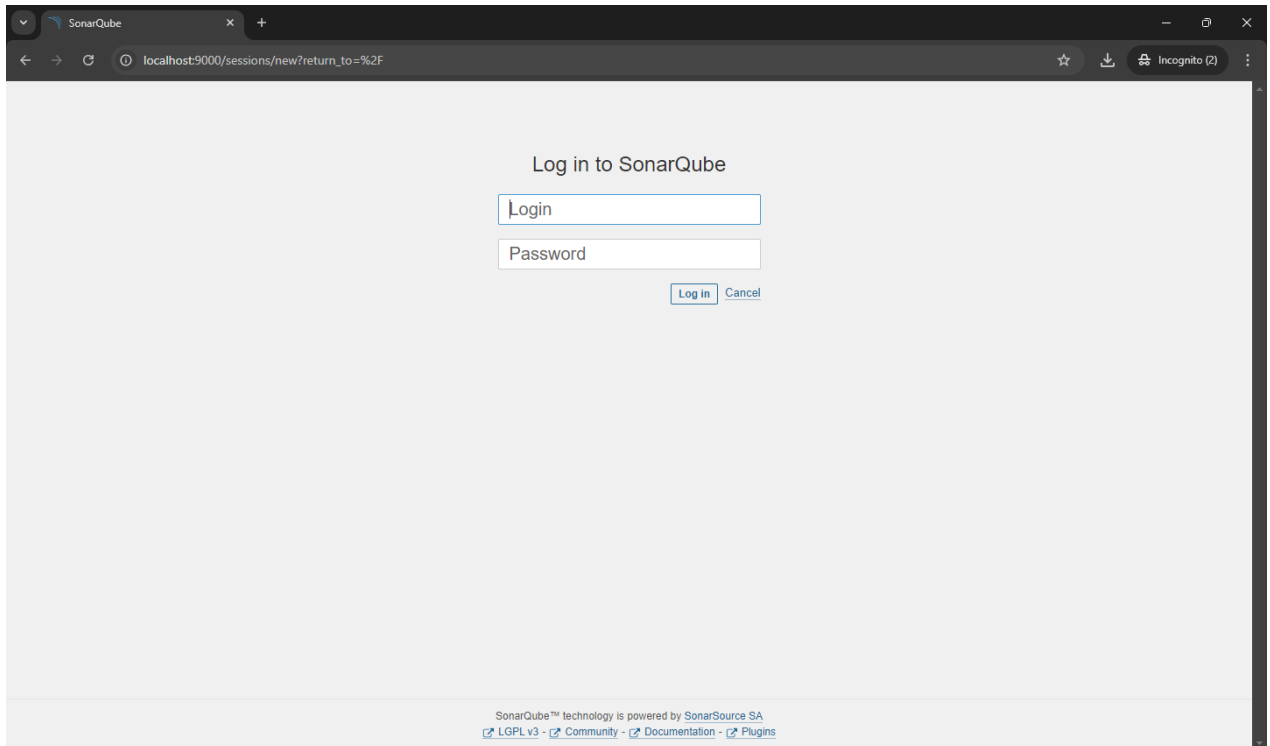 SonarQube
localhost:9000/sessions/new?return_to=%2F
Incognito (2)
Log in to SonarQube
Login
Password
Log in Cancel
SonarQube™ technology is powered by SonarSource SA
LGPL v3 - Community - Documentation - Plugins